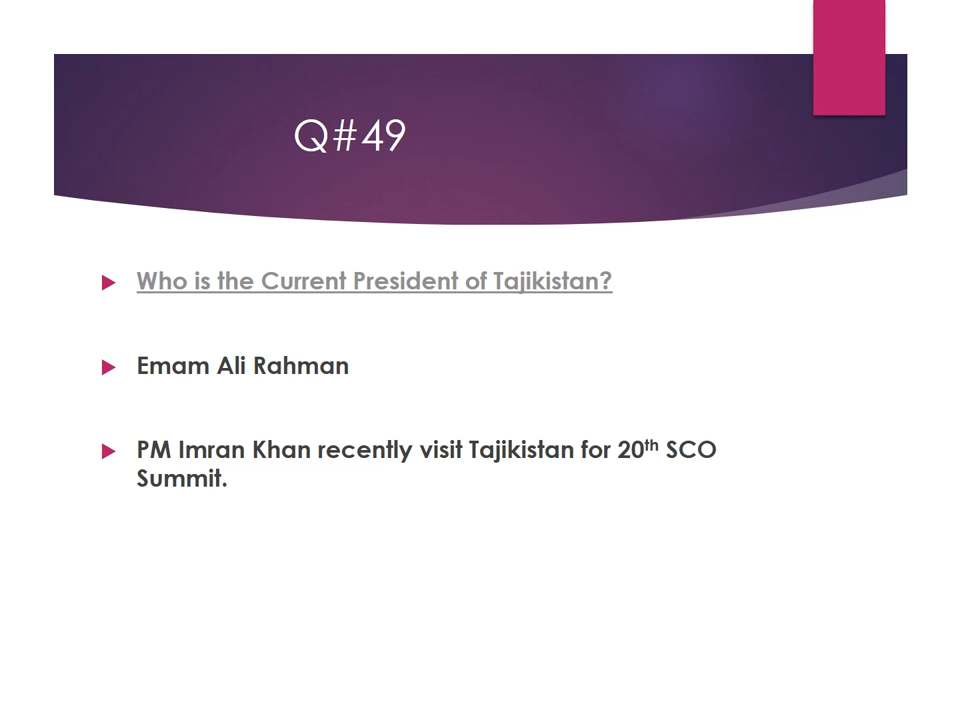 Q#49
Who is the Current President of Tajikistan?
Emam Ali Rahman
PM Imran Khan recently visit Tajikistan for 20th SCO
Summit.